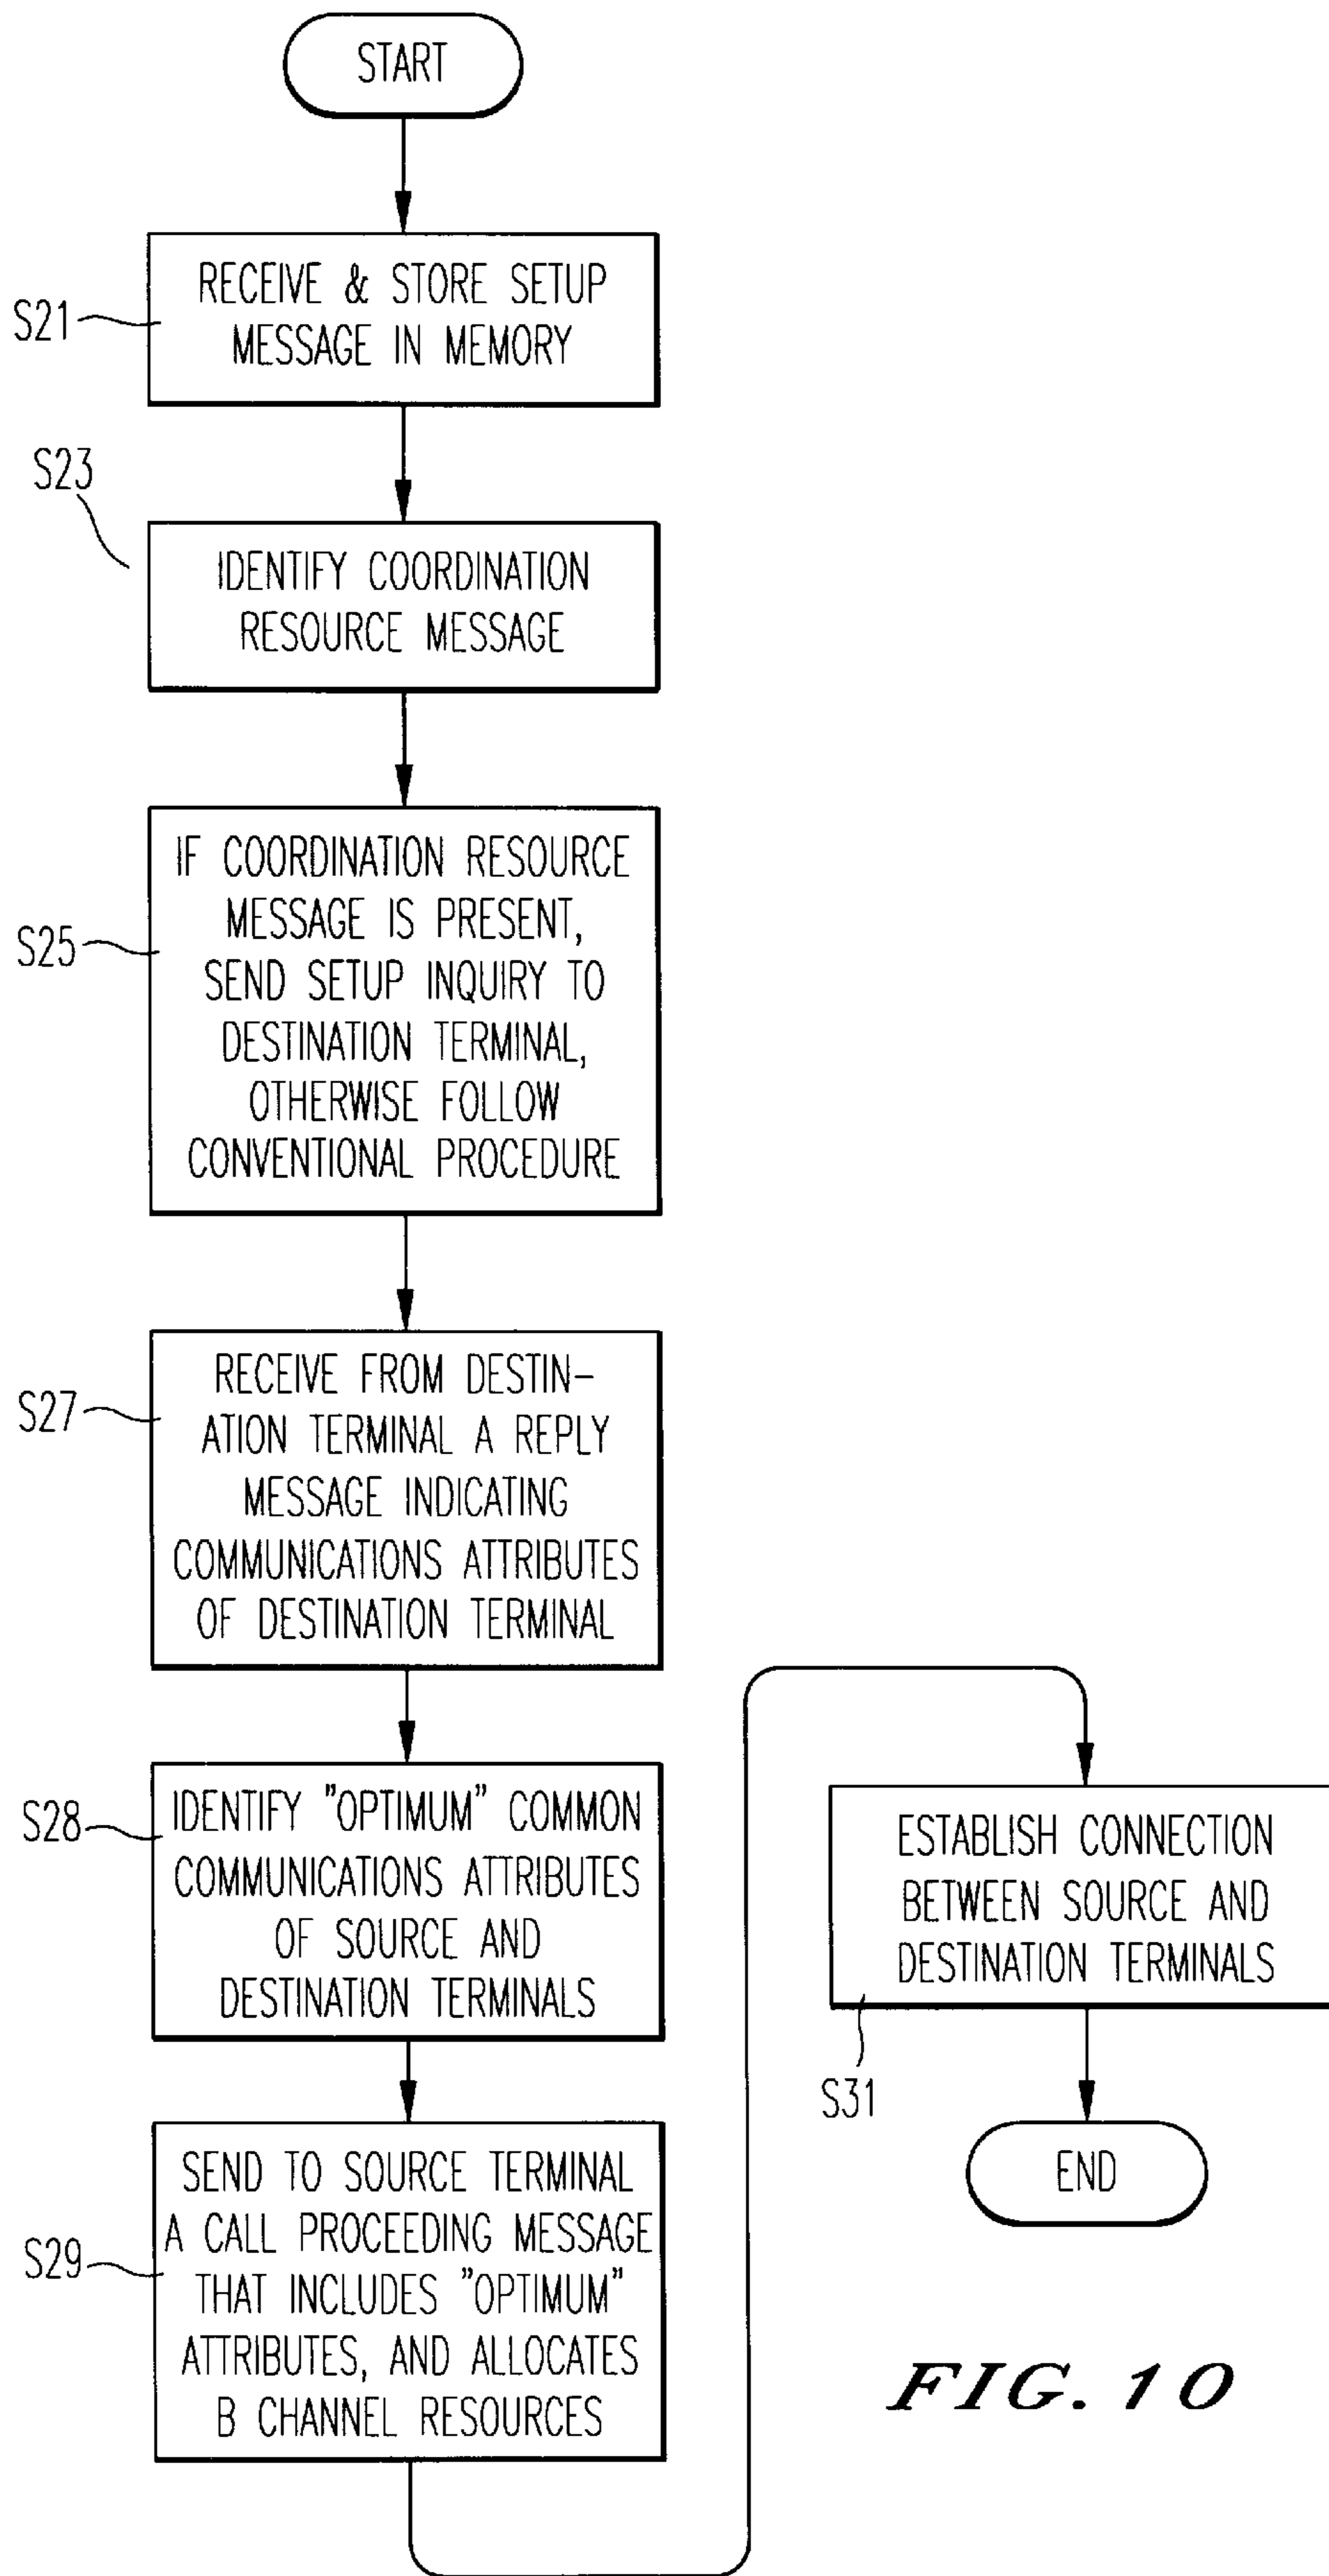 START
S21
RECEIVE & STORE SETUP
MESSAGE IN MEMORY
S23
IDENTIFY COORDINATION
RESOURCE MESSAGE
S25
IF COORDINATION RESOURCE
MESSAGE IS PRESENT,
SEND SETUP INQUIRY TO
DESTINATION TERMINAL,
OTHERWISE FOLLOW
CONVENTIONAL PROCEDURE
S27
RECEIVE FROM DESTIN-
ATION TERMINAL A REPLY
MESSAGE INDICATING
COMMUNICATIONS ATTRIBUTES
OF DESTINATION TERMINAL
S28
IDENTIFY "OPTIMUM" COMMON
COMMUNICATIONS ATTRIBUTES
OF SOURCE AND
DESTINATION TERMINALS
S29
SEND TO SOURCE TERMINAL
A CALL PROCEEDING MESSAGE
THAT INCLUDES "OPTIMUM"
ATTRIBUTES, AND ALLOCATES
B CHANNEL RESOURCES
ESTABLISH CONNECTION
BETWEEN SOURCE AND
DESTINATION TERMINALS
S31
END
FIG. 10